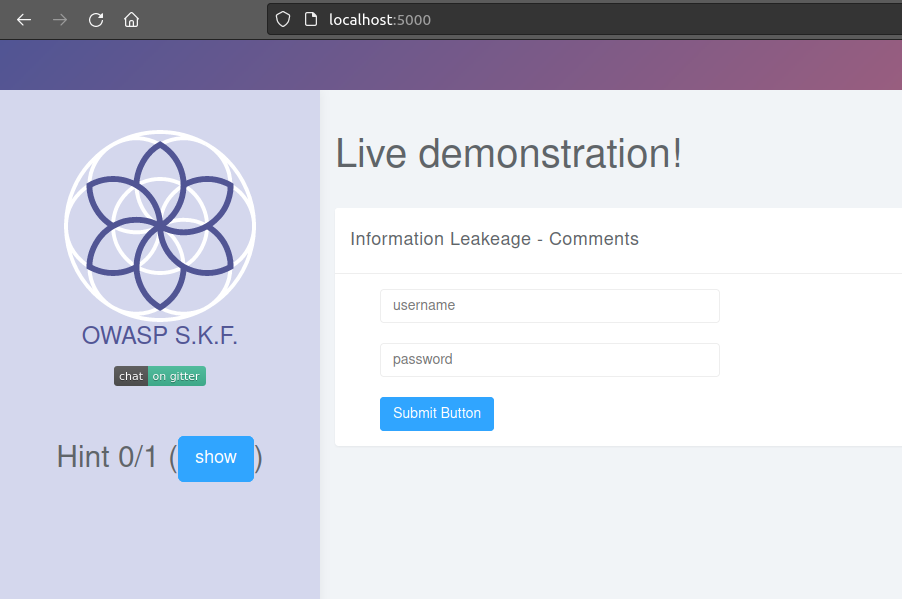 localhost:5000
Live demonstration!
Information Leakeage - Comments
username
password
Submit Button
OWASP S.K.F.
chat on gitter
Hint 0/1 (show)